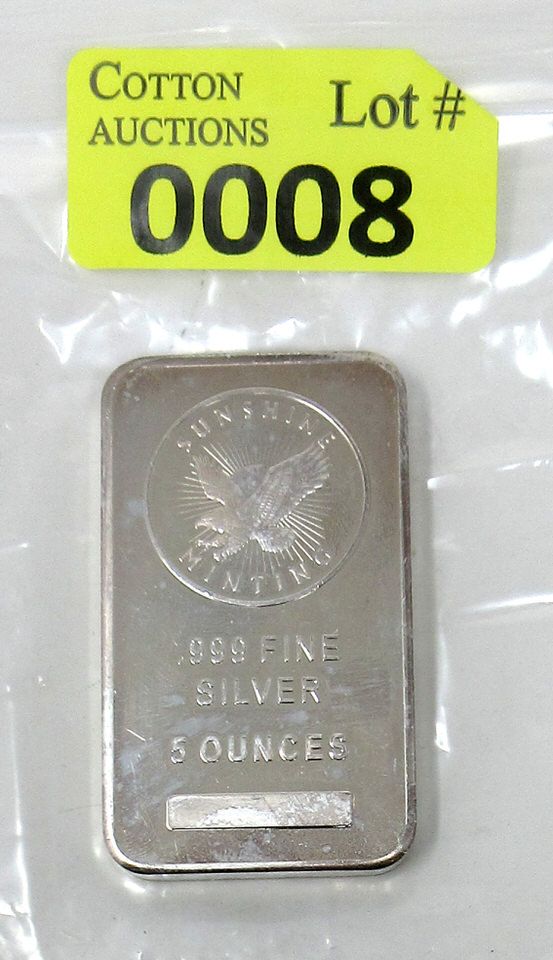 COTTON
AUCTIONS
Lot #
0008
SUNSHINE
MINTING
.999 FINE
SILVER
5 OUNCES